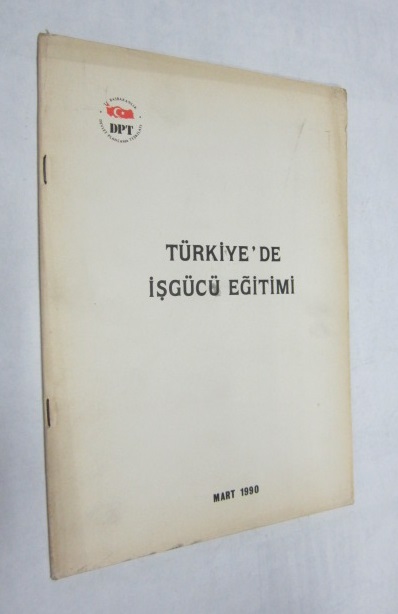 DPT
TÜRKİYE'DE
İŞGÜCÜ EĞİTİMİ
MART 1990